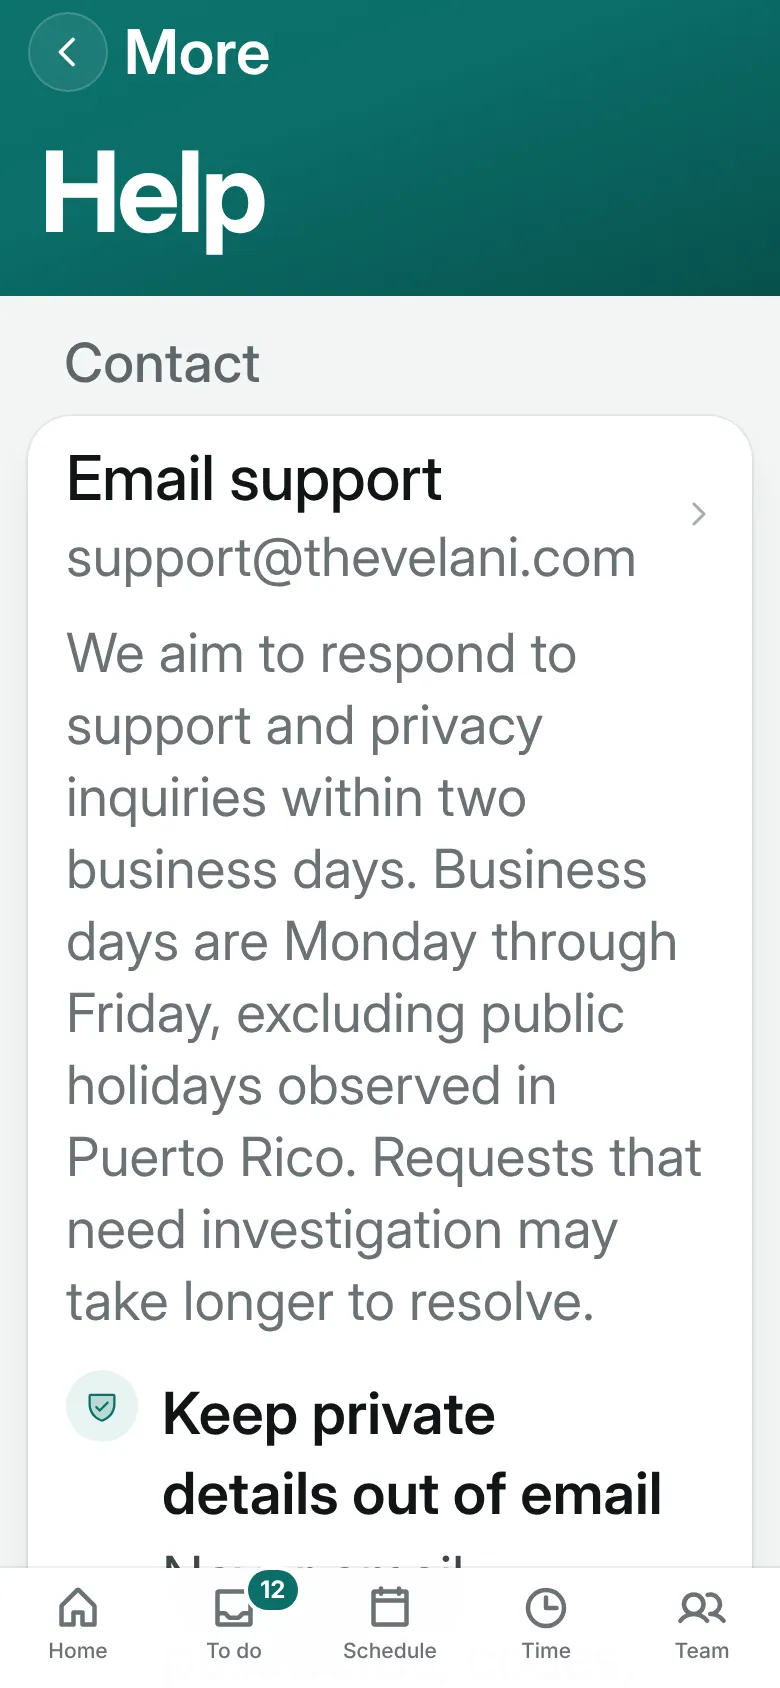 More
Help
Contact
Email support
support@thevelani.com
We aim to respond to
support and privacy
inquiries within two
business days. Business
days are Monday through
Friday, excluding public
holidays observed in
Puerto Rico. Requests that
need investigation may
take longer to resolve.
Keep private
details out of email
12
Home
To do
Schedule
Time
Team